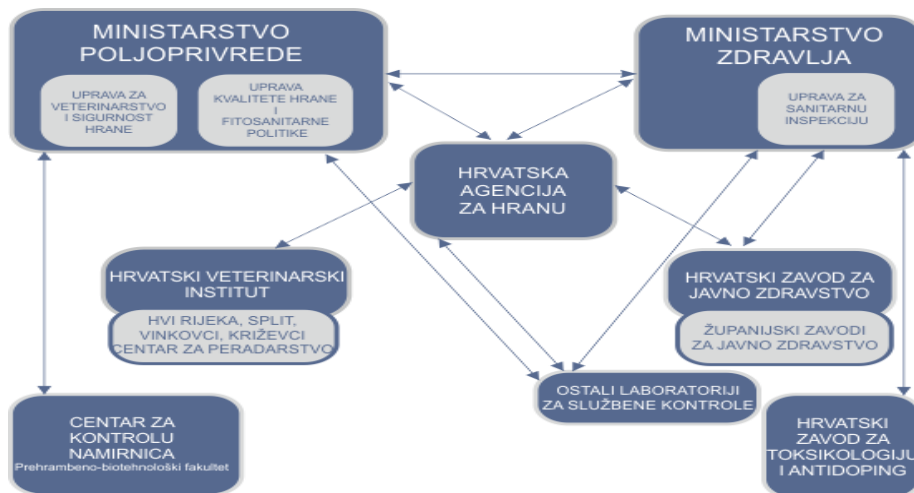 MINISTARSTVO
POLJOPRIVREDE
UPRAVA ZA
VETERINARSTVO
I SIGURNOST
HRANE
UPRAVA
KVALITETE HRANE
I
FITOSANITARNE
POLITIKE
MINISTARSTVO
ZDRAVLJA
UPRAVA ZA
SANITARNU
INSPEKCIJU
HRVATSKA
AGENCIJA
ZA HRANU
HRVATSKI VETERINARSKI
INSTITUT
HVI RIJEKA, SPLIT,
VINKOVCI, KRIŽEVCI
CENTAR ZA PERADARSTVO
HRVATSKI ZAVOD ZA
JAVNO ZDRAVSTVO
ŽUPANIJSKI ZAVODI
ZA JAVNO ZDRAVSTVO
OSTALI LABORATORIJI
ZA SLUŽBENE KONTROLE
CENTAR ZA
KONTROLU
NAMIRNICA
Prehrambeno-biotehnološki fakultet
HRVATSKI
ZAVOD ZA
TOKSIKOLOGIJU
I ANTIDOPING